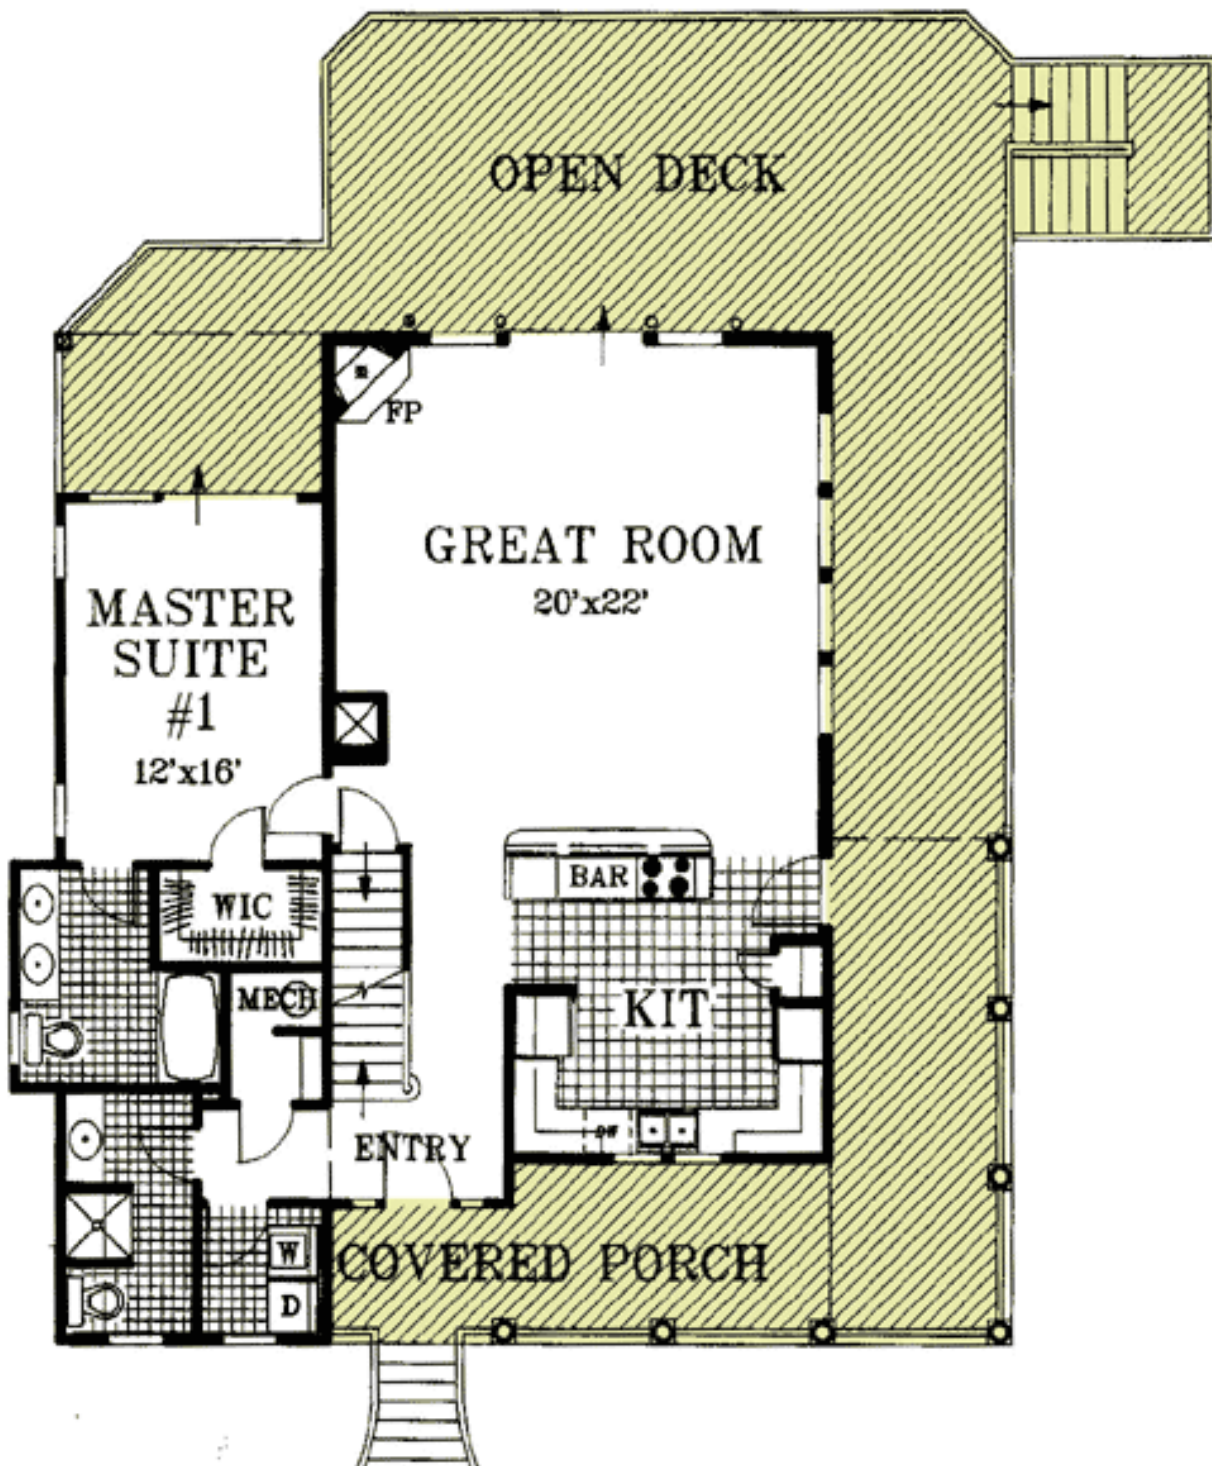 OPEN DECK
FP
GREAT ROOM
20'x22'
MASTER
SUITE
#1
12'x16'
BAR
WIC
MECH
KIT
DW
ENTRY
W
COVERED PORCH
D